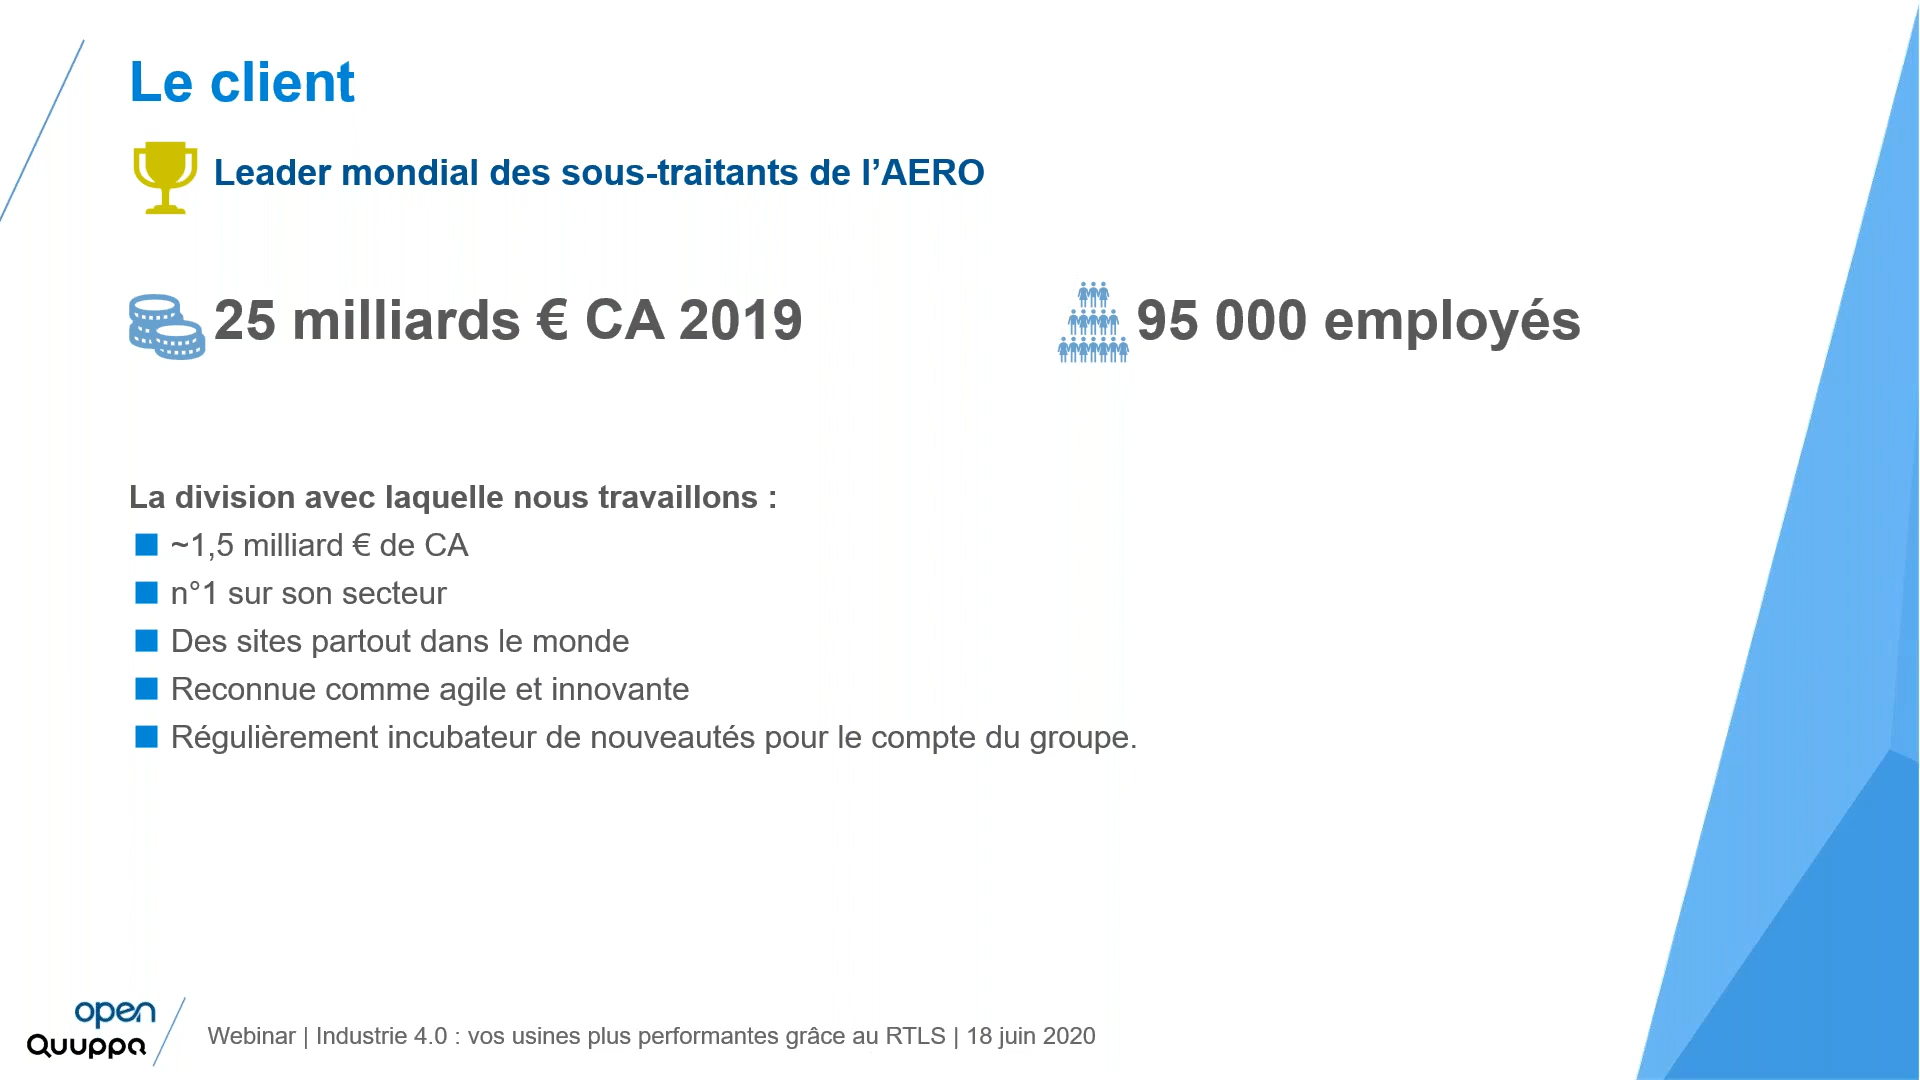 Le client
Leader mondial des sous-traitants de l’AERO
25 milliards € CA 2019
95 000 employés
La division avec laquelle nous travaillons :
~1,5 milliard € de CA
n°1 sur son secteur
Des sites partout dans le monde
Reconnue comme agile et innovante
Régulièrement incubateur de nouveautés pour le compte du groupe.
open
Quuppa
Webinar | Industrie 4.0 : vos usines plus performantes grâce au RTLS | 18 juin 2020